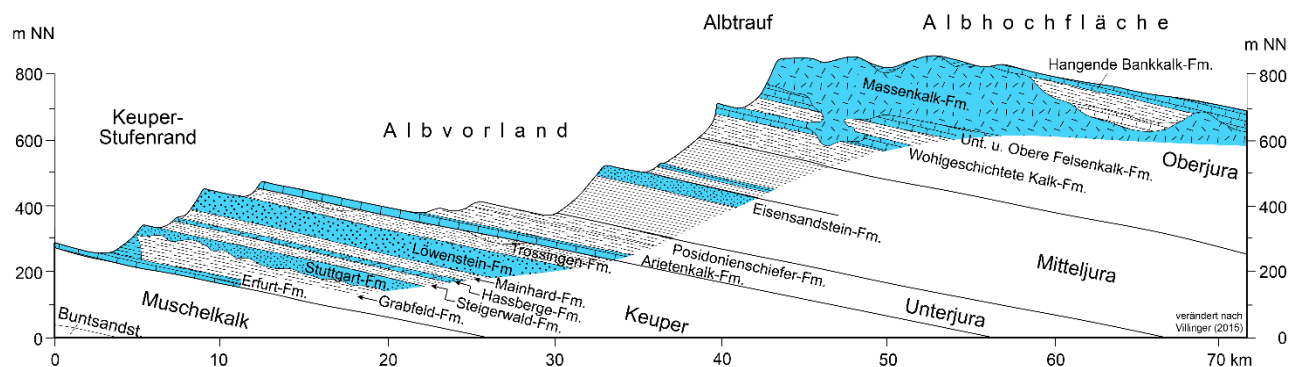 Albtrauf
Albhochfläche
m NN
m NN
Keuper-
Stufenrand
Albvorland
800
600
400
200
0
800
600
400
200
0
Hangende Bankkalk-Fm.
Massenkalk-Fm.
Unt. u. Obere Felsenkalk-Fm.
Wohlgeschichtete Kalk-Fm.
Oberjura
Eisensandstein-Fm.
Mitteljura
Posidonienschiefer-Fm.
Arietenkalk-Fm.
Unterjura
Trossingen-Fm.
Löwenstein-Fm.
Mainhard-Fm.
Hassberge-Fm.
Steigerwald-Fm.
Stuttgart-Fm.
Grabfeld-Fm.
Erfurt-Fm.
Keuper
Muschelkalk
Buntsandst.
verändert nach
Villinger (2015)
0
10
20
30
40
50
60
70 km